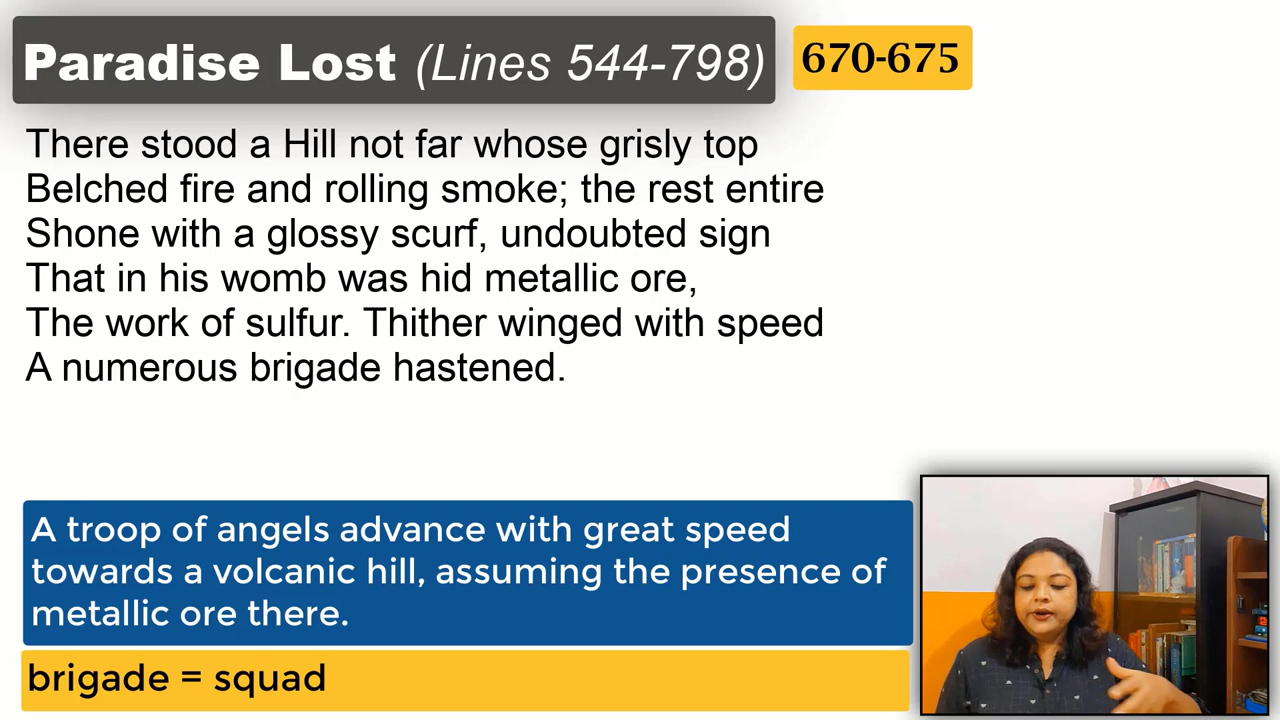 Paradise Lost (Lines 544-798) 670-675
There stood a Hill not far whose grisly top
Belched fire and rolling smoke; the rest entire
Shone with a glossy scurf, undoubted sign
That in his womb was hid metallic ore,
The work of sulfur. Thither winged with speed
A numerous brigade hastened.
A troop of angels advance with great speed
towards a volcanic hill, assuming the presence of
metallic ore there.
brigade = squad